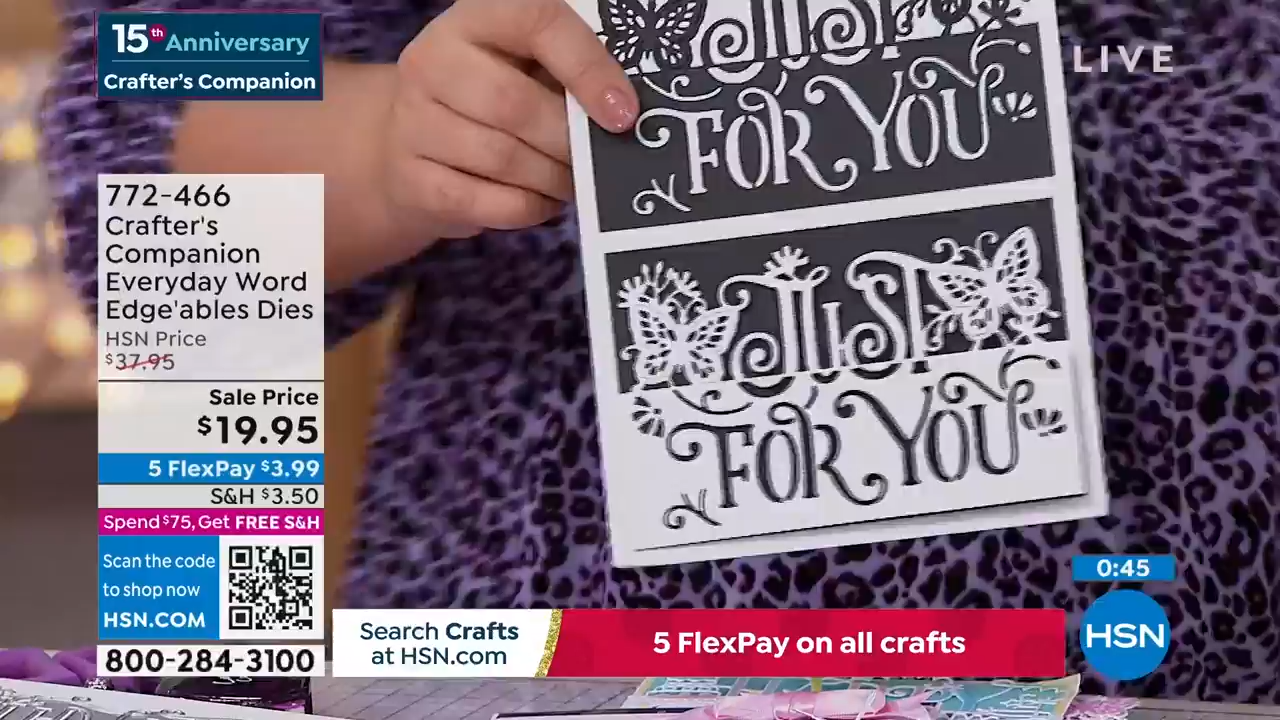 15th Anniversary
Crafter's Companion
LIVE
JUST
FOR YOU
JUST
FOR YOU
772-466
Crafter's
Companion
Everyday Word
Edge'ables Dies
HSN Price
$37.95
Sale Price
$19.95
5 FlexPay $3.99
S&H $3.50
Spend $75, Get FREE S&H
Scan the code
to shop now
HSN.COM
800-284-3100
Search Crafts
at HSN.com
5 FlexPay on all crafts
0:45
HSN